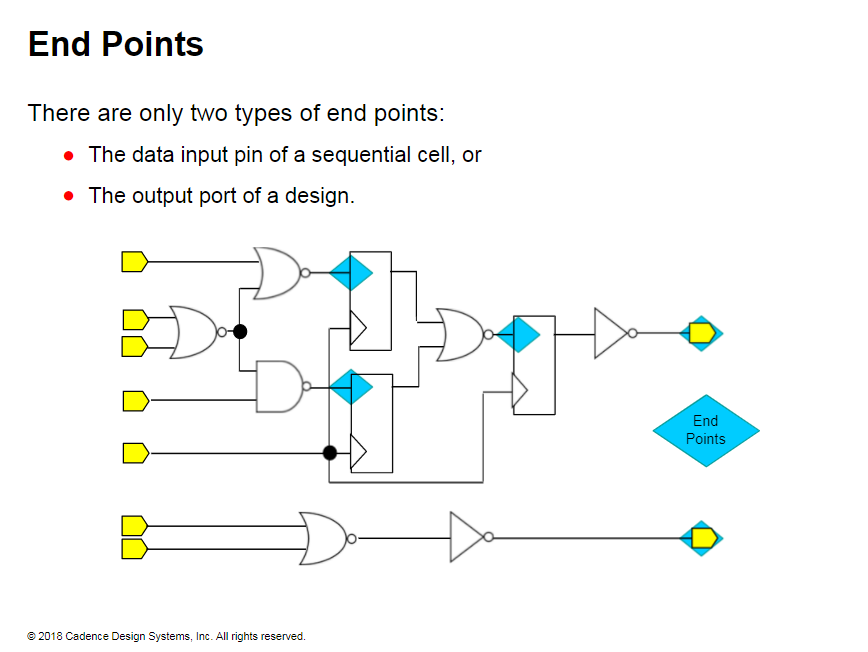 End Points
There are only two types of end points:
● The data input pin of a sequential cell, or
● The output port of a design.
End
Points
© 2018 Cadence Design Systems, Inc. All rights reserved.